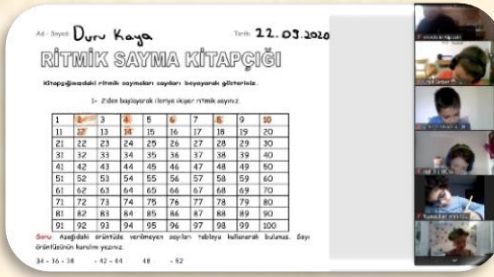 Ad - Soyad: Duru Kaya Tarih: 22.09.2020
RİTMİK SAYMA KİTAPÇIĞI
Kitapçığınızdaki ritmik saymaları sayıları boyayarak gösteriniz.
1- 2'den başlayarak ileriye ikişer ritmik sayınız.
1 2 3 4 5 6 7 8 9 10
11 12 13 14 15 16 17 18 19 20
21 22 23 24 25 26 27 28 29 30
31 32 33 34 35 36 37 38 39 40
41 42 43 44 45 46 47 48 49 50
51 52 53 54 55 56 57 58 59 60
61 62 63 64 65 66 67 68 69 70
71 72 73 74 75 76 77 78 79 80
81 82 83 84 85 86 87 88 89 90
91 92 93 94 95 96 97 98 99 100
Soru: Aşağıdaki örüntüde verilmeyen sayıları tabloyu kullanarak bulunuz. Sayı
örüntüsünün kuralını yazınız.
34 - 36 - 38 - 42 - 44 48 - 52